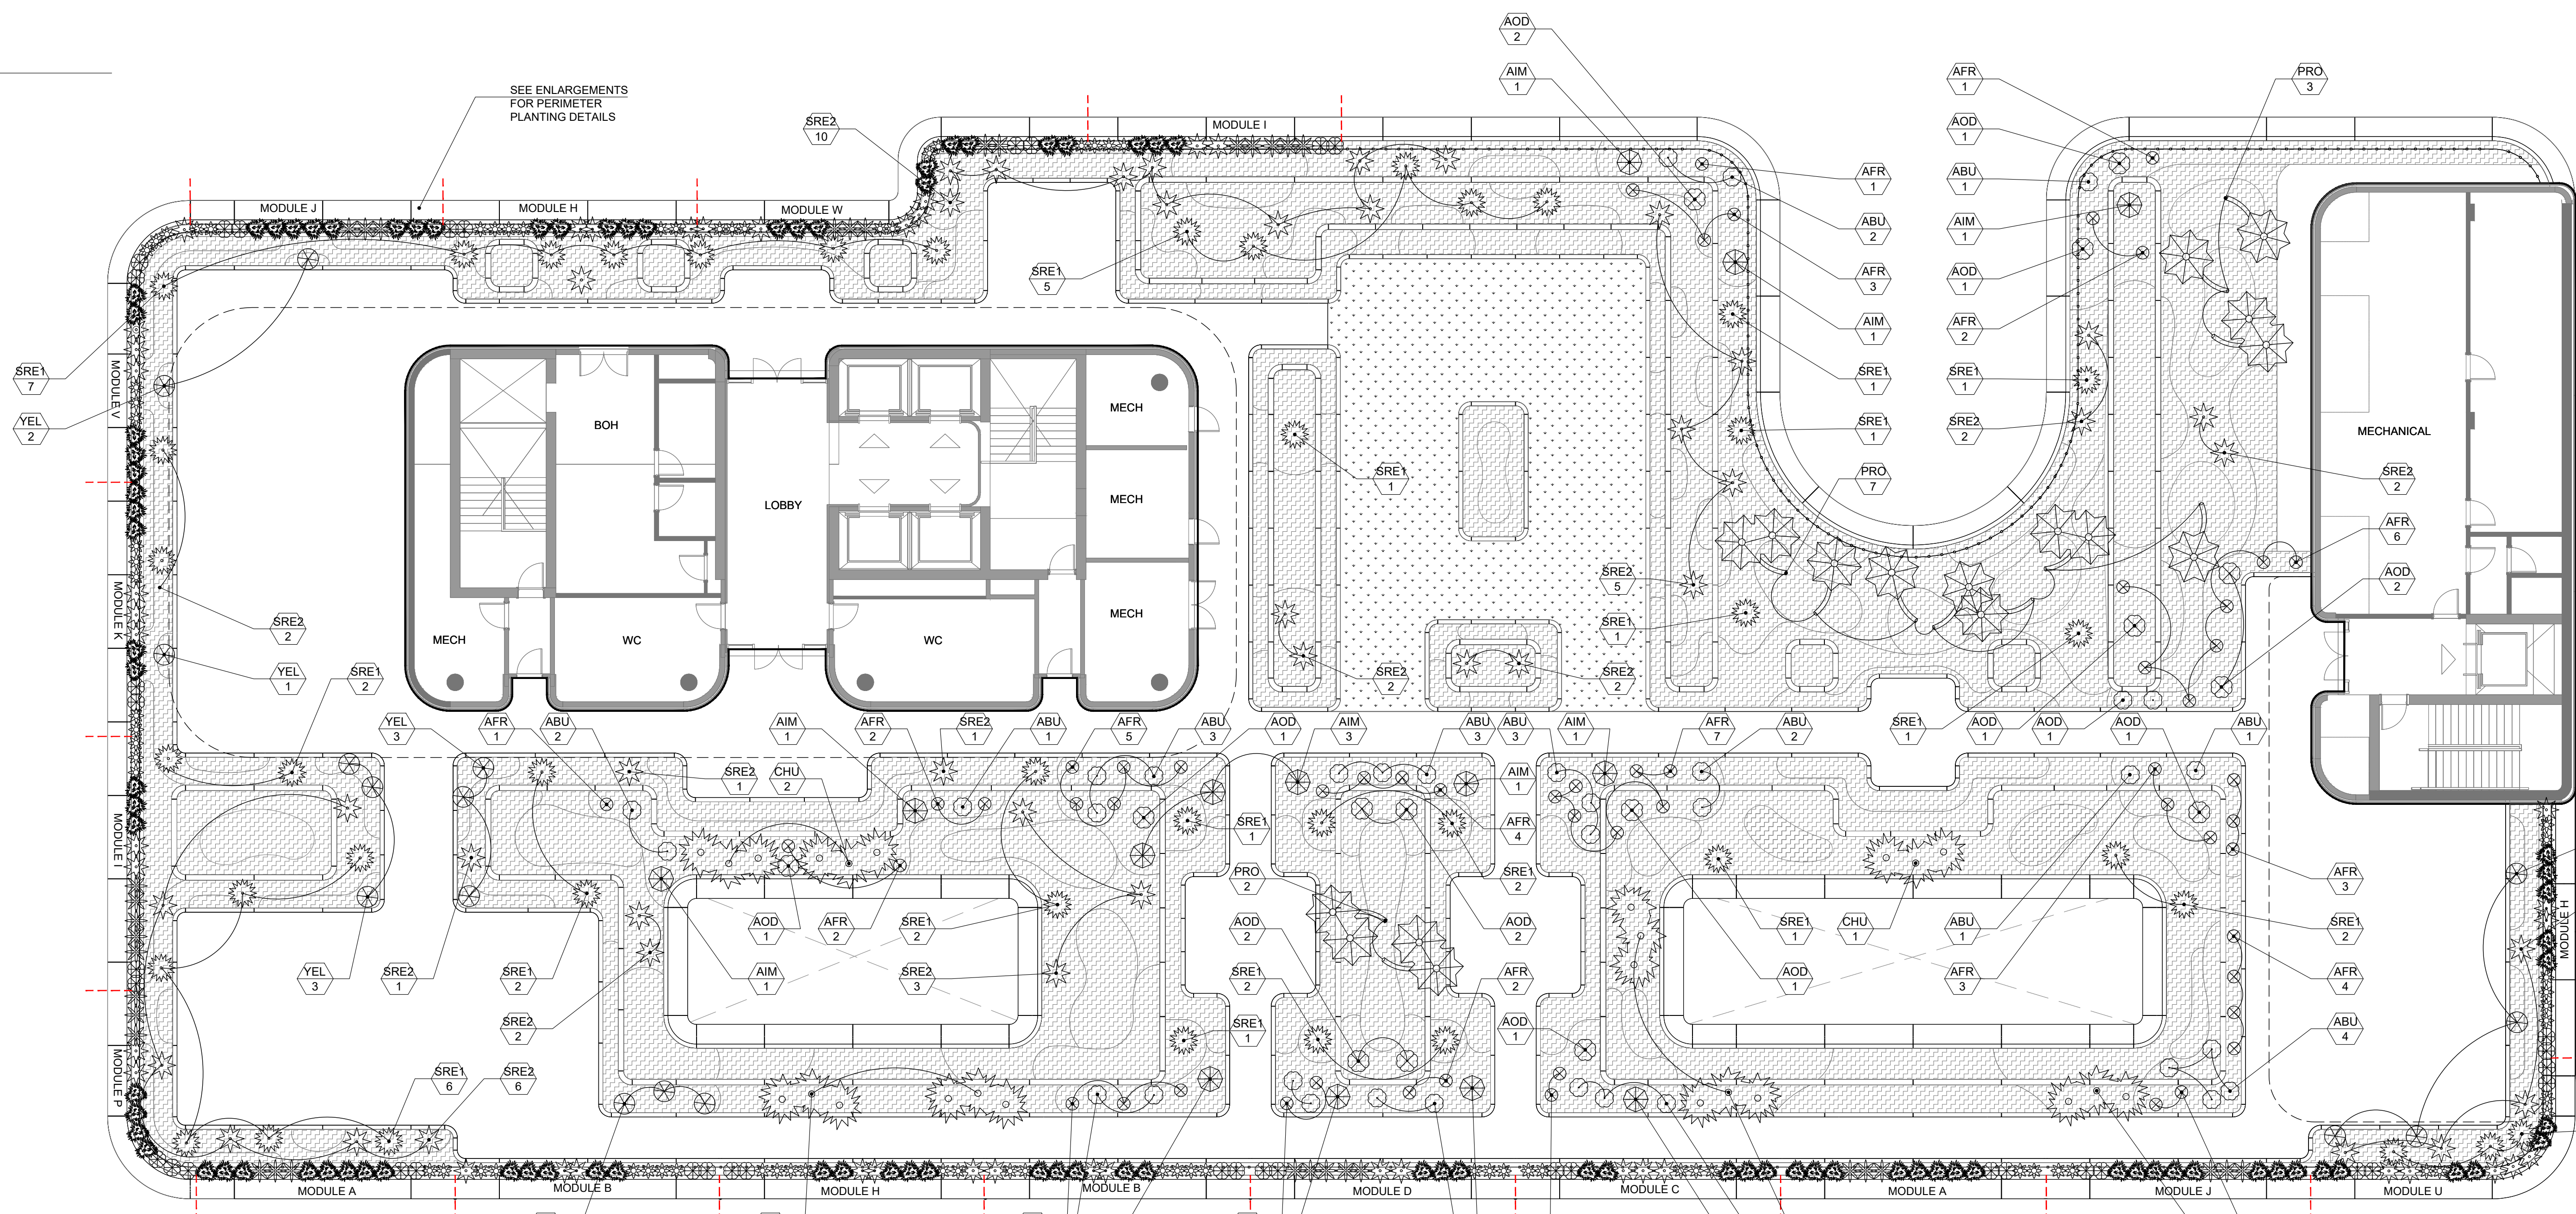 AOD
2
AIM
1
AFR
1
PRO
3
SEE ENLARGEMENTS
FOR PERIMETER
PLANTING DETAILS
SRE2
10
MODULE I
AOD
1
AFR
1
ABU
1
MODULE J
MODULE H
MODULE W
ABU
2
AIM
1
SRE1
5
AFR
3
AOD
1
AIM
1
AFR
2
SRE1
7
MODULE V
SRE1
1
SRE1
1
YEL
2
BOH
MECH
SRE1
1
SRE2
2
MECHANICAL
LOBBY
MECH
SRE1
1
PRO
7
SRE2
2
AFR
6
MODULE K
SRE2
5
AOD
2
SRE2
2
MECH
WC
WC
MECH
SRE1
1
YEL
1
SRE1
2
SRE2
2
SRE2
2
YEL
3
AFR
1
ABU
2
AIM
1
AFR
2
SRE2
1
ABU
1
AFR
5
ABU
3
AOD
1
AIM
3
ABU
3
ABU
3
AIM
1
AFR
7
ABU
2
SRE1
1
AOD
1
AOD
1
AOD
1
ABU
1
SRE2
1
CHU
2
AIM
1
MODULE I
SRE1
1
AFR
4
PRO
2
SRE1
2
AFR
3
AOD
1
AFR
2
SRE1
2
AOD
2
AOD
2
SRE1
1
CHU
1
ABU
1
SRE1
2
MODULE H
YEL
3
SRE2
1
SRE1
2
AIM
1
SRE2
3
SRE1
2
AFR
2
AOD
1
AFR
3
AFR
4
SRE2
2
SRE1
1
AOD
1
ABU
4
MODULE P
SRE1
6
SRE2
6
MODULE A
MODULE B
MODULE H
MODULE B
MODULE D
MODULE C
MODULE A
MODULE J
MODULE U